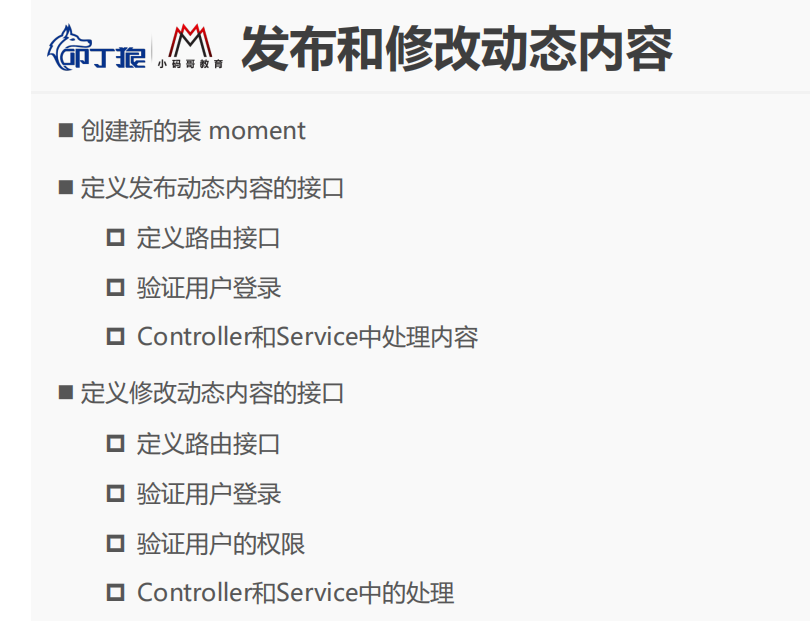 叩丁狼 小码哥教育 发布和修改动态内容
创建新的表 moment
定义发布动态内容的接口
定义路由接口
验证用户登录
Controller和Service中处理内容
定义修改动态内容的接口
定义路由接口
验证用户登录
验证用户的权限
Controller和Service中的处理